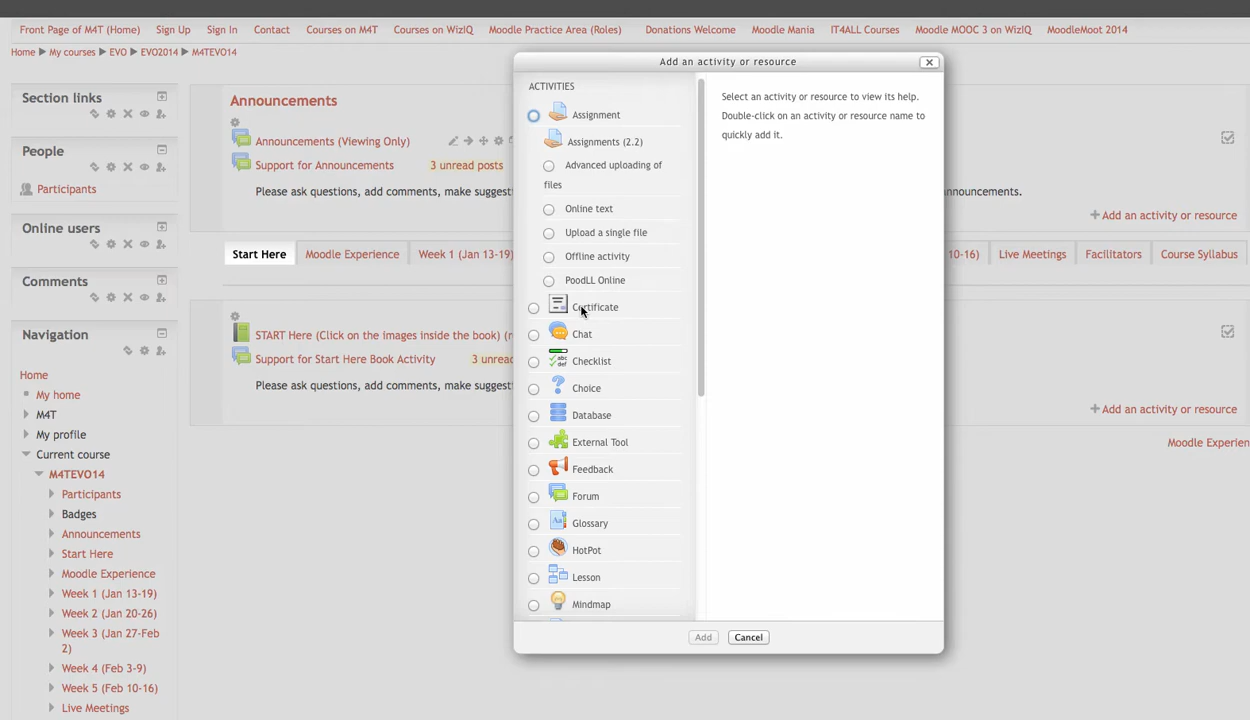 Front Page of M4T (Home) Sign Up Sign In Contact Courses on M4T Courses on WizIQ Moodle Practice Area (Roles) Donations Welcome Moodle Mania IT4ALL Courses Moodle MOOC 3 on WizIQ MoodleMoot 2014
Home ▶ My courses ▶ EVO ▶ EVO2014 ▶ M4TEVO14
Section links
People
Participants
Online users
Comments
Navigation
Home
My home
M4T
My profile
Current course
M4TEVO14
Participants
Badges
Announcements
Start Here
Moodle Experience
Week 1 (Jan 13-19)
Week 2 (Jan 20-26)
Week 3 (Jan 27-Feb
2)
Week 4 (Feb 3-9)
Week 5 (Feb 10-16)
Live Meetings
Announcements
Announcements (Viewing Only)
Support for Announcements 3 unread posts
Please ask questions, add comments, make suggest
nnouncements.
Add an activity or resource
Start Here Moodle Experience Week 1 (Jan 13-19)
10-16) Live Meetings Facilitators Course Syllabus
START Here (Click on the images inside the book) (r
Support for Start Here Book Activity 3 unrea
Please ask questions, add comments, make suggest
Add an activity or resource
Moodle Experien
Add an activity or resource
ACTIVITIES
Assignment
Assignments (2.2)
Advanced uploading of
files
Online text
Upload a single file
Offline activity
PoodLL Online
Certificate
Chat
Checklist
Choice
Database
External Tool
Feedback
Forum
Glossary
HotPot
Lesson
Mindmap
Select an activity or resource to view its help.
Double-click on an activity or resource name to
quickly add it.
Add Cancel